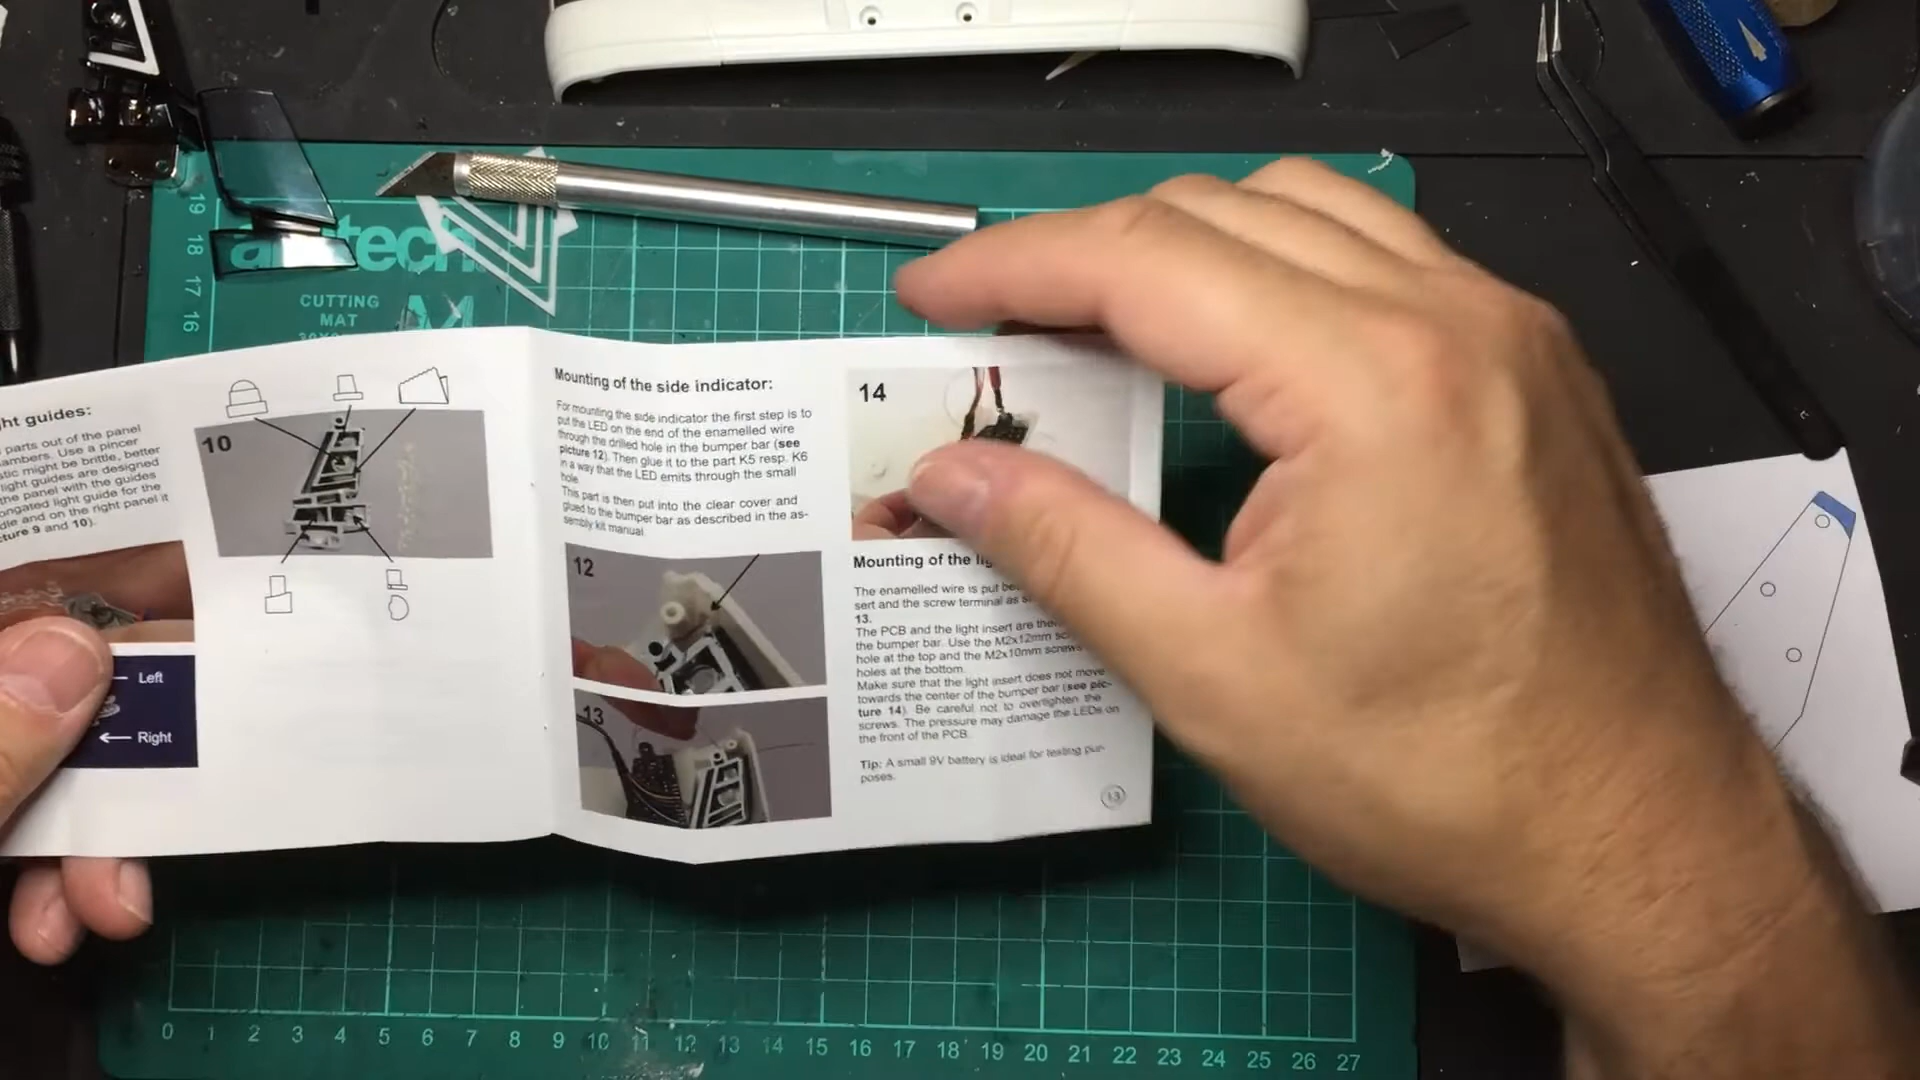 19
18
17
16
CUTTING
MAT
ht guides:
parts out of the panel
ambers. Use a pincer
stic might be brittle, better
light guides are designed
the panel with the guides
ongated light guide for the
dle and on the right panel it
cture 9 and 10).
Left
Right
10
Mounting of the side indicator:
For mounting the side indicator the first step is to
put the LED on the end of the enamelled wire
through the drilled hole in the bumper bar (see
picture 12). Then glue it to the part K5 resp. K6
in a way that the LED emits through the small
hole.
This part is then put into the clear cover and
glued to the bumper bar as described in the as-
sembly kit manual.
12
13
14
Mounting of the lig
The enamelled wire is put be
sert and the screw terminal as s
13.
The PCB and the light insert are then
the bumper bar. Use the M2x12mm sc
hole at the top and the M2x10mm screws
holes at the bottom.
Make sure that the light insert does not move
towards the center of the bumper bar (see pic-
ture 14). Be careful not to overtighten the
screws. The pressure may damage the LEDs on
the front of the PCB.
Tip: A small 9V battery is ideal for testing pur-
poses.
13
0 1 2 3 4 5 6 7 8 9 10 11 12 13 14 15 16 17 18 19 20 21 22 23 24 25 26 27